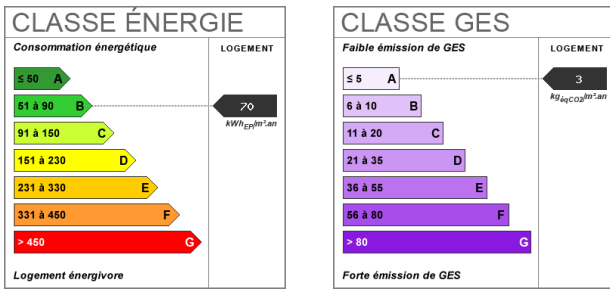 CLASSE ÉNERGIE
Consommation énergétique
LOGEMENT
≤ 50 A
51 à 90 B
70
kWhEP/m².an
91 à 150 C
151 à 230 D
231 à 330 E
331 à 450 F
> 450 G
Logement énergivore
CLASSE GES
Faible émission de GES
LOGEMENT
≤ 5 A
3
kgéqCO2/m².an
6 à 10 B
11 à 20 C
21 à 35 D
36 à 55 E
56 à 80 F
> 80 G
Forte émission de GES